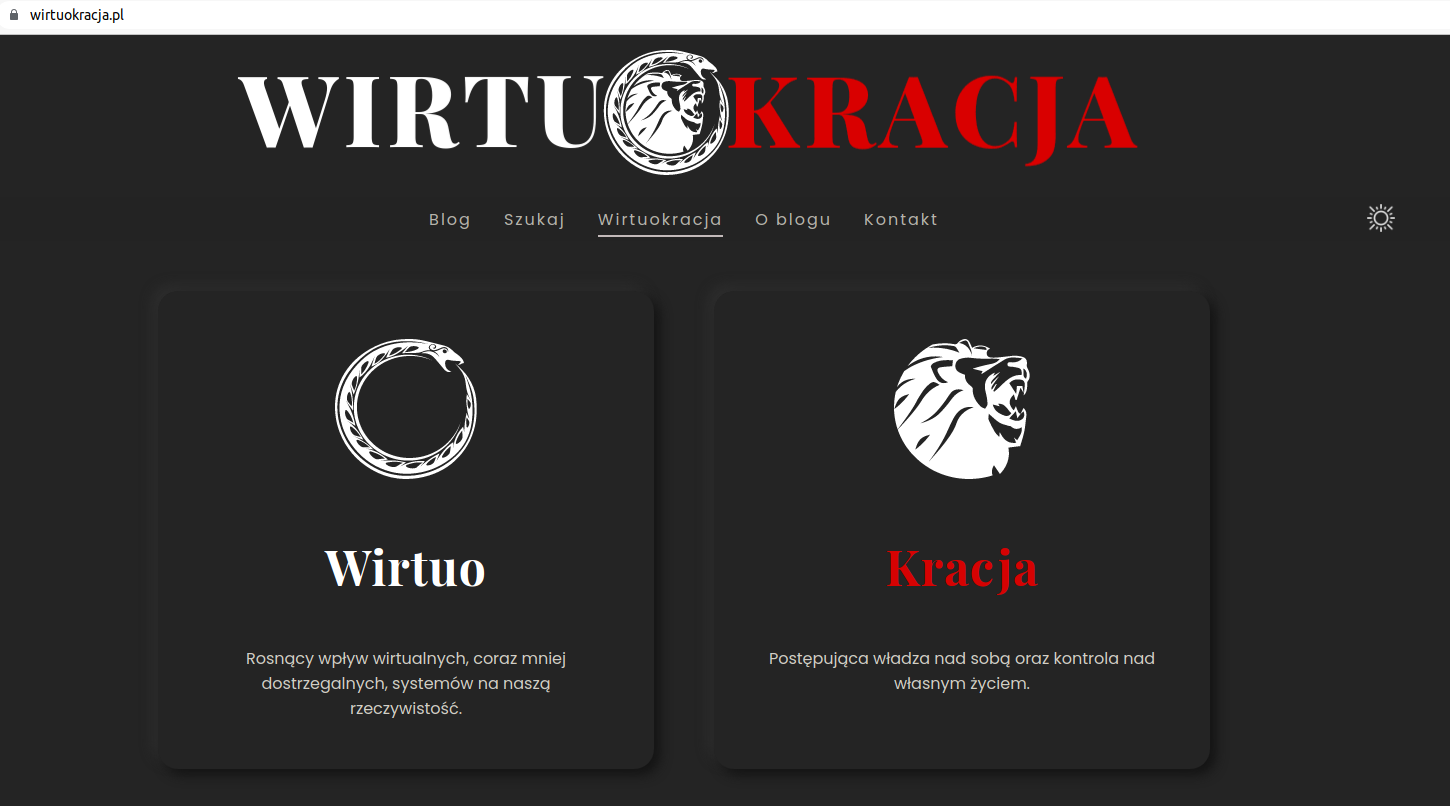 wirtuokracja.pl
WIRTUOKRACJA
Blog Szukaj Wirtuokracja O blogu Kontakt
Wirtuo
Rosnący wpływ wirtualnych, coraz mniej
dostrzegalnych, systemów na naszą
rzeczywistość.
Kracja
Postępująca władza nad sobą oraz kontrola nad
własnym życiem.